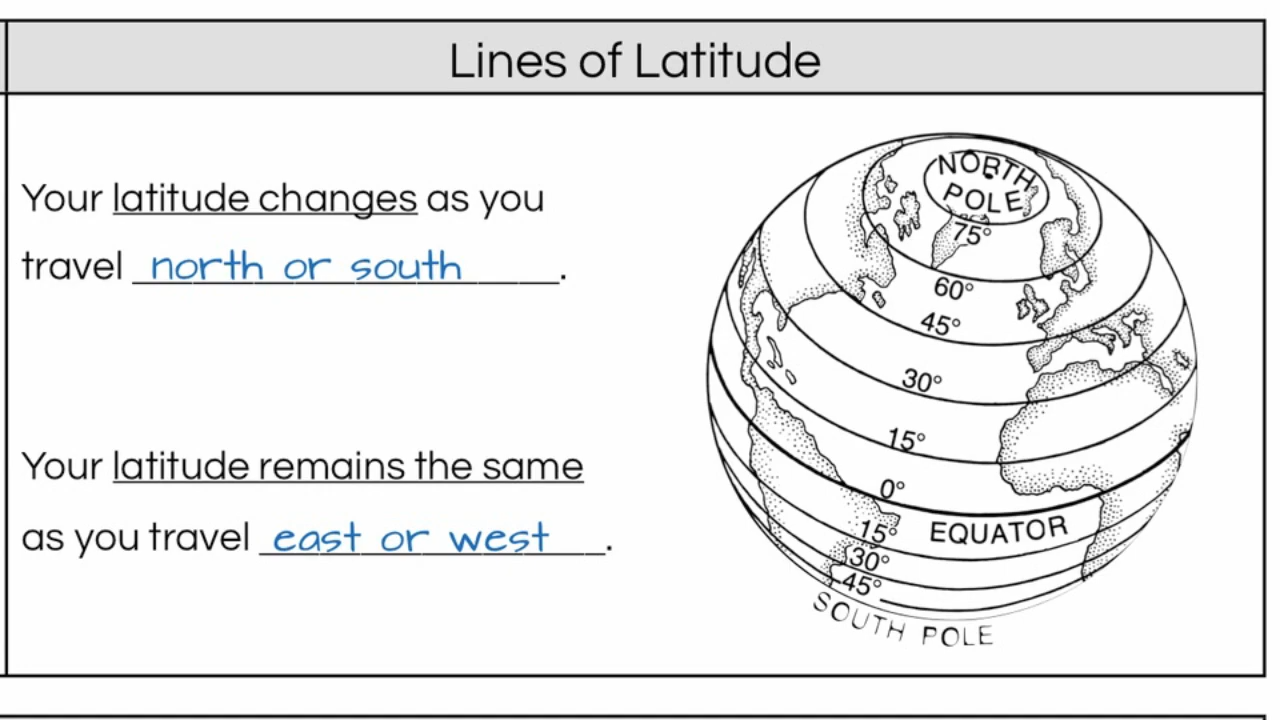 Lines of Latitude
Your latitude changes as you
travel north or south.
Your latitude remains the same
as you travel east or west.
NORTH
POLE
75°
60°
45°
30°
15°
0°
EQUATOR
15°
30°
45°
SOUTH POLE